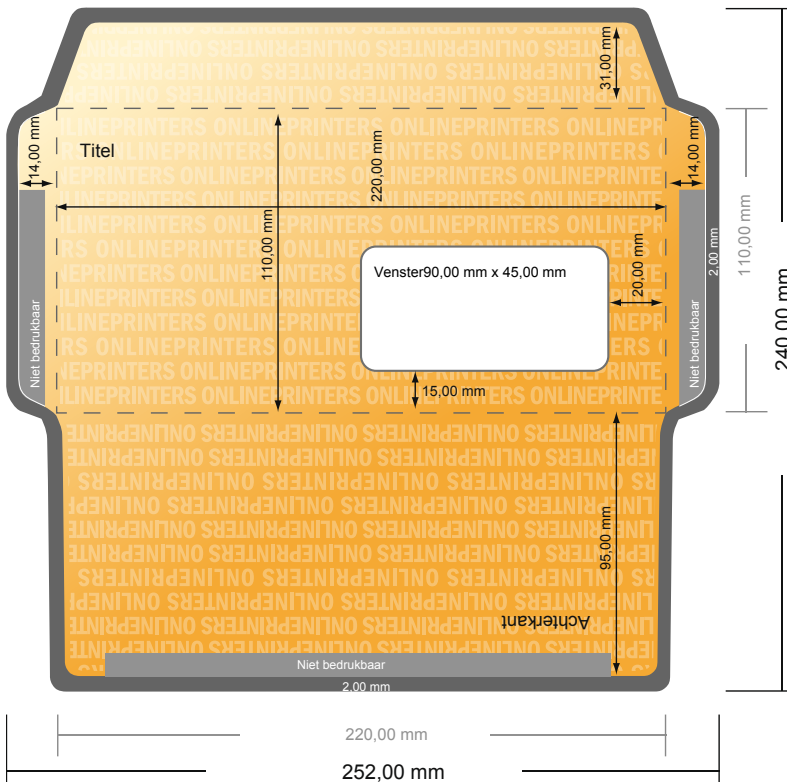 31,00 mm
14,00 mm
Titel
220,00 mm
14,00 mm
110,00 mm
ONLINEPRINTERS ONLINEPRINTERS
Venster90,00 mm x 45,00 mm
20,00 mm
15,00 mm
Niet bedrukbaar
Niet bedrukbaar
2,00 mm
110,00 mm
240,00 mm
95,00 mm
Achterkant
Niet bedrukbaar
2,00 mm
220,00 mm
252,00 mm